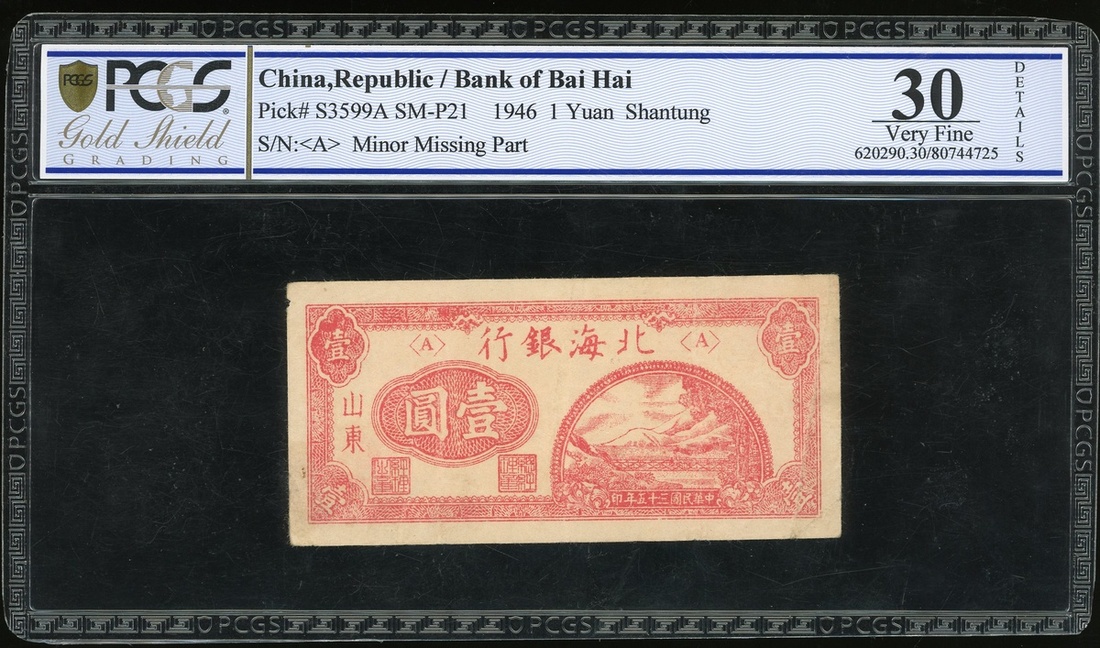 PCGS
PCGS
Gold Shield
GRADING
China,Republic / Bank of Bai Hai
Pick# S3599A SM-P21 1946 1 Yuan Shantung
S/N:<A> Minor Missing Part
30
Very Fine
620290.30/80744725
DETAILS
壹 壹
〈A〉 行銀海北 〈A〉
圓壹
山東
印年五十三國民華中
壹